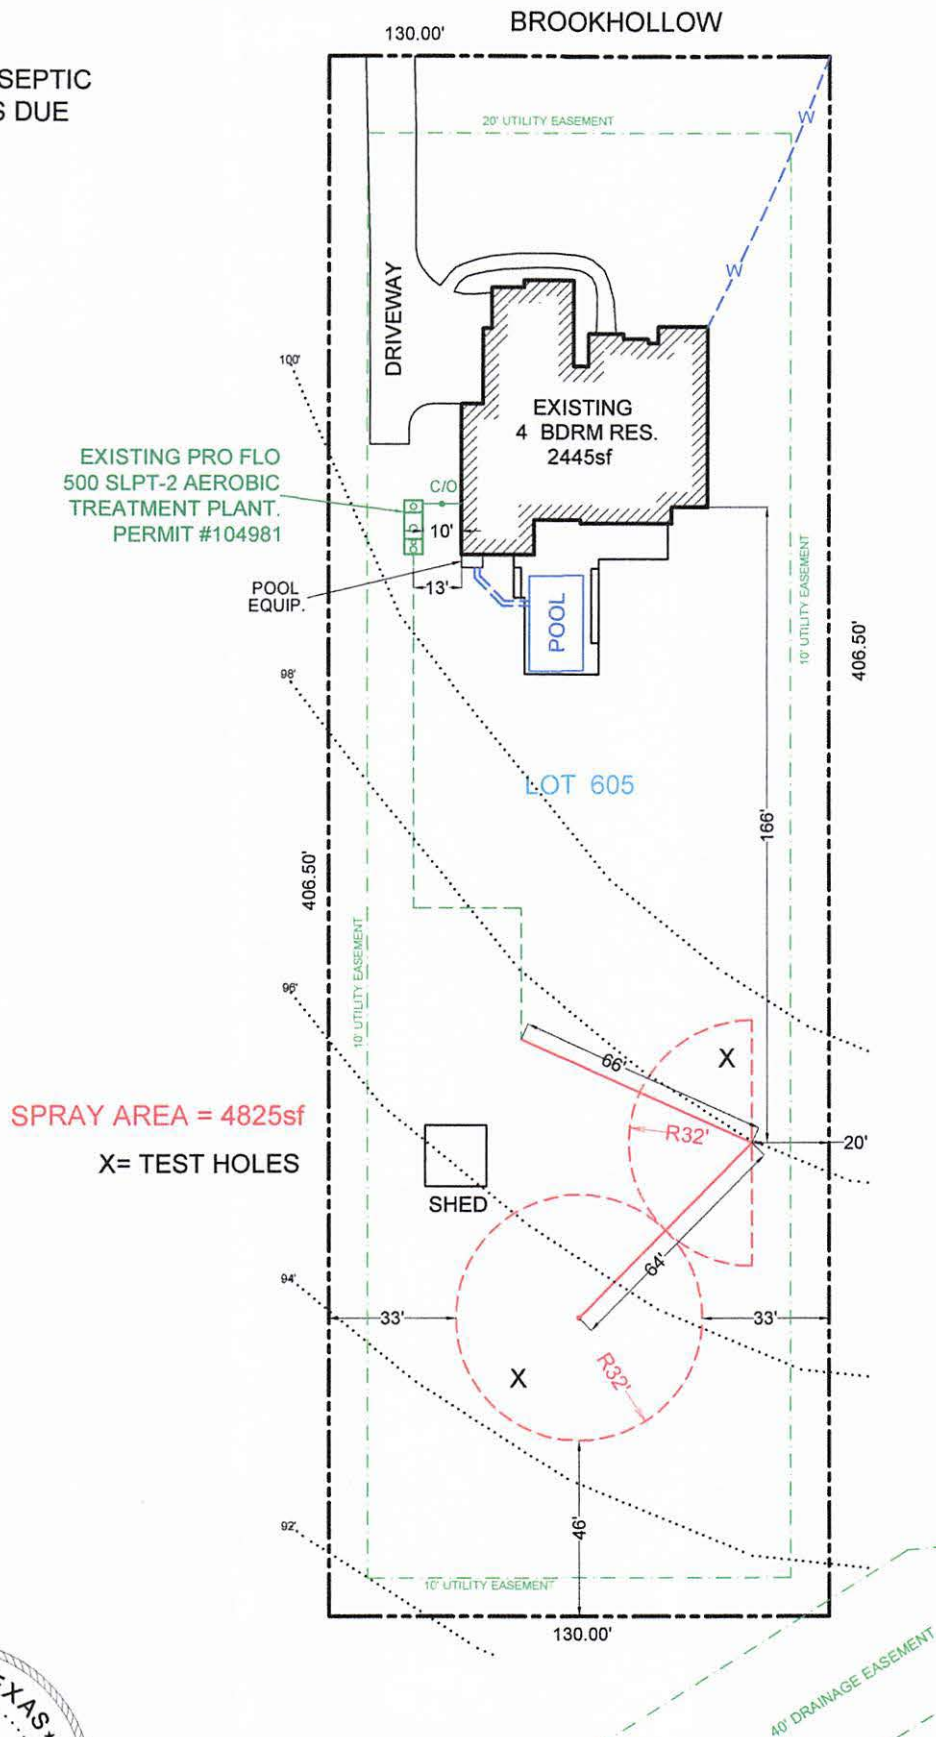 BROOKHOLLOW
130.00'
SEPTIC
S DUE
20' UTILITY EASEMENT
W
W
DRIVEWAY
100'
EXISTING
4 BDRM RES.
2445sf
EXISTING PRO FLO
500 SLPT-2 AEROBIC
TREATMENT PLANT.
PERMIT #104981
C/O
10'
13'
POOL
EQUIP.
POOL
10' UTILITY EASEMENT
406.50'
98'
LOT 605
166'
406.50'
10' UTILITY EASEMENT
96'
66'
X
R32'
20'
SPRAY AREA = 4825sf
X= TEST HOLES
SHED
64'
94'
33'
33'
X
R32'
46'
92'
10' UTILITY EASEMENT
130.00'
40' DRAINAGE EASEMENT
EXAS